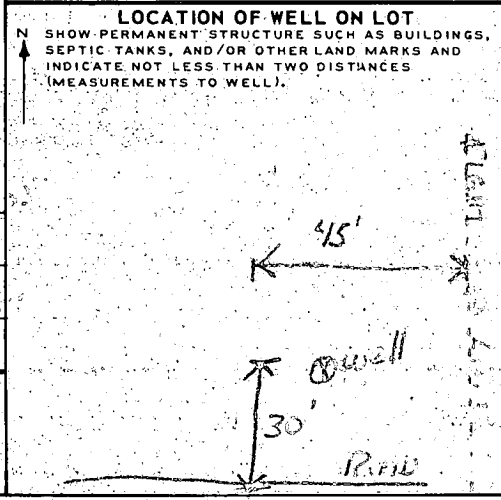 LOCATION OF WELL ON LOT
N SHOW PERMANENT STRUCTURE SUCH AS BUILDINGS,
SEPTIC TANKS, AND/OR OTHER LAND MARKS AND
INDICATE NOT LESS THAN TWO DISTANCES
(MEASUREMENTS TO WELL).
45'
well
30'